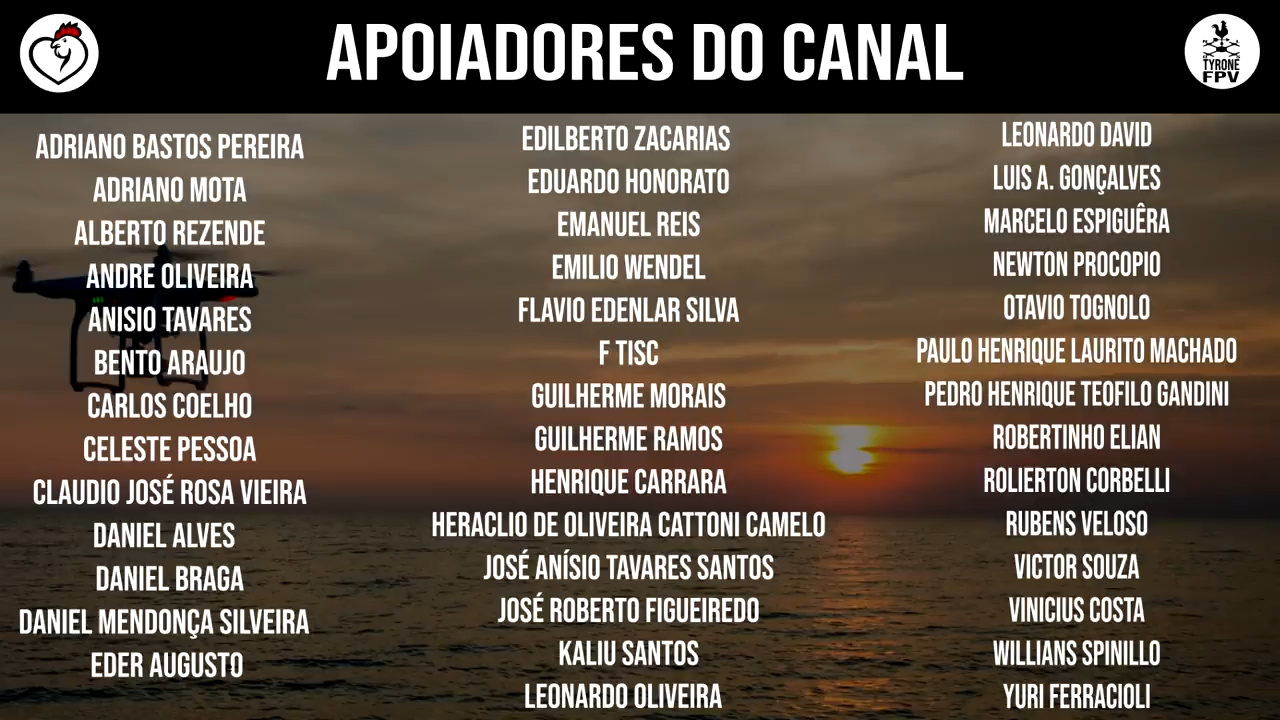 APOIADORES DO CANAL
TYRONE
FPV
ADRIANO BASTOS PEREIRA
ADRIANO MOTA
ALBERTO REZENDE
ANDRE OLIVEIRA
ANISIO TAVARES
BENTO ARAUJO
CARLOS COELHO
CELESTE PESSOA
CLAUDIO JOSÉ ROSA VIEIRA
DANIEL ALVES
DANIEL BRAGA
DANIEL MENDONÇA SILVEIRA
EDER AUGUSTO
EDILBERTO ZACARIAS
EDUARDO HONORATO
EMANUEL REIS
EMILIO WENDEL
FLAVIO EDENLAR SILVA
F TISC
GUILHERME MORAIS
GUILHERME RAMOS
HENRIQUE CARRARA
HERACLIO DE OLIVEIRA CATTONI CAMELO
JOSÉ ANÍSIO TAVARES SANTOS
JOSÉ ROBERTO FIGUEIREDO
KALIU SANTOS
LEONARDO OLIVEIRA
LEONARDO DAVID
LUIS A. GONÇALVES
MARCELO ESPIGUÊRA
NEWTON PROCOPIO
OTAVIO TOGNOLO
PAULO HENRIQUE LAURITO MACHADO
PEDRO HENRIQUE TEOFILO GANDINI
ROBERTINHO ELIAN
ROLIERTON CORBELLI
RUBENS VELOSO
VICTOR SOUZA
VINICIUS COSTA
WILLIANS SPINILLO
YURI FERRACIOLI